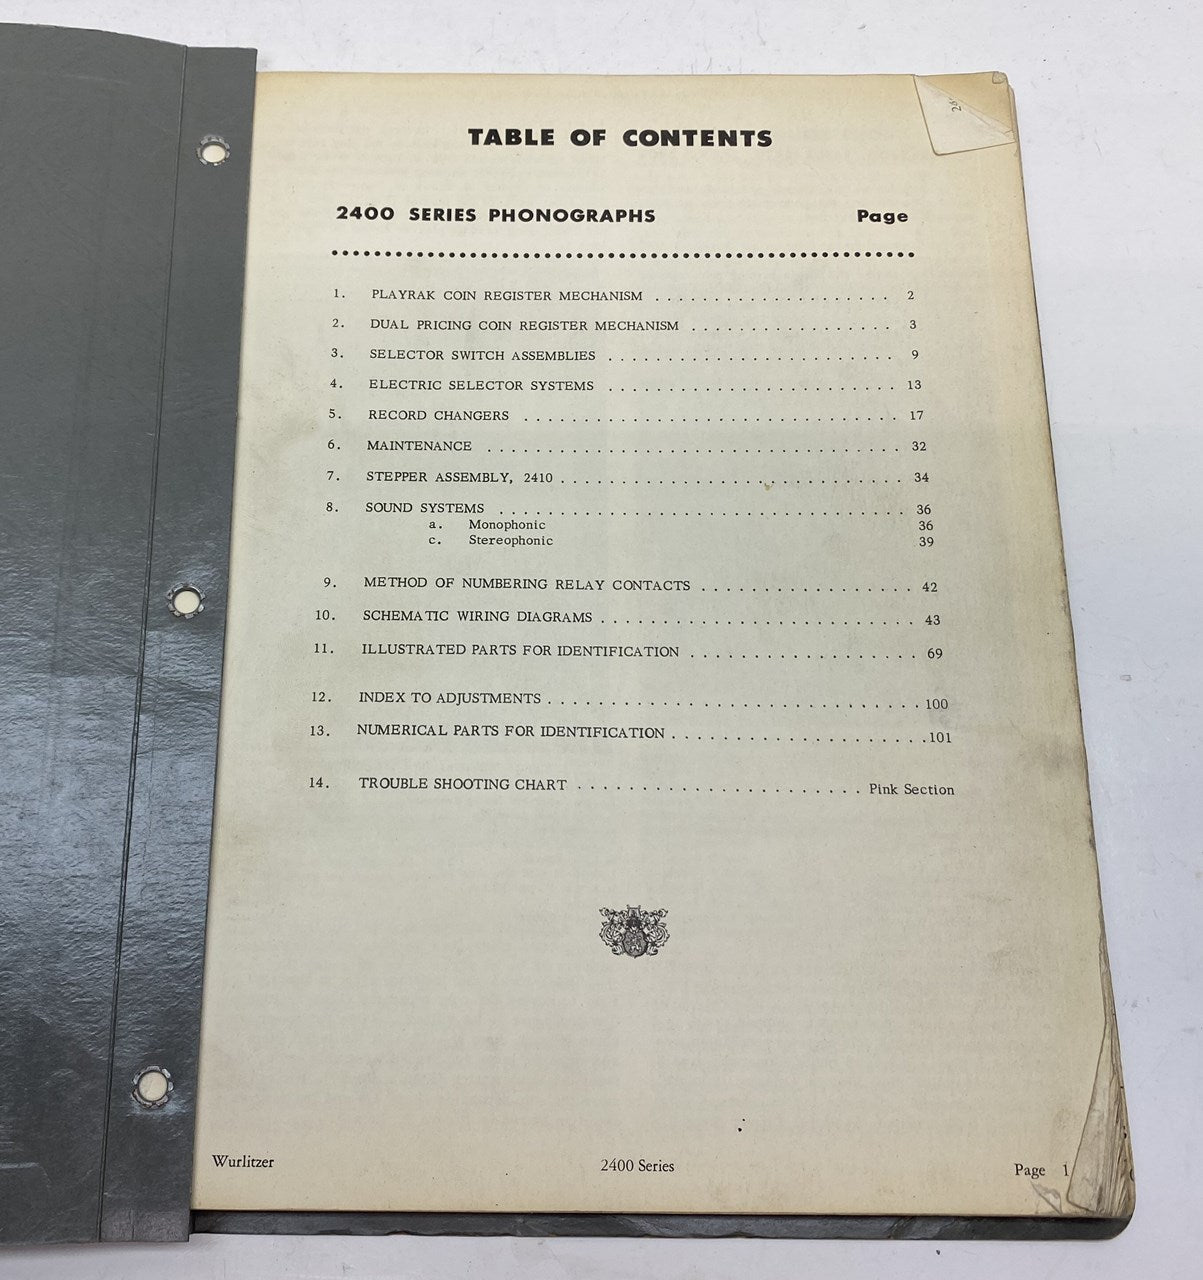 TABLE OF CONTENTS
2400 SERIES PHONOGRAPHS Page
1. PLAYRAK COIN REGISTER MECHANISM . . . . . . . . . . . . . . . . . . . . 2
2. DUAL PRICING COIN REGISTER MECHANISM . . . . . . . . . . . . . . . . . 3
3. SELECTOR SWITCH ASSEMBLIES . . . . . . . . . . . . . . . . . . . . . . . . 9
4. ELECTRIC SELECTOR SYSTEMS . . . . . . . . . . . . . . . . . . . . . . . . 13
5. RECORD CHANGERS . . . . . . . . . . . . . . . . . . . . . . . . . . . . . . . 17
6. MAINTENANCE . . . . . . . . . . . . . . . . . . . . . . . . . . . . . . . . . . . 32
7. STEPPER ASSEMBLY, 2410 . . . . . . . . . . . . . . . . . . . . . . . . . . . . . 34
8. SOUND SYSTEMS . . . . . . . . . . . . . . . . . . . . . . . . . . . . . . . . . . 36
a. Monophonic 36
c. Stereophonic 39
9. METHOD OF NUMBERING RELAY CONTACTS . . . . . . . . . . . . . . . . . . 42
10. SCHEMATIC WIRING DIAGRAMS . . . . . . . . . . . . . . . . . . . . . . . . . . 43
11. ILLUSTRATED PARTS FOR IDENTIFICATION . . . . . . . . . . . . . . . . . . 69
12. INDEX TO ADJUSTMENTS . . . . . . . . . . . . . . . . . . . . . . . . . . . . . 100
13. NUMERICAL PARTS FOR IDENTIFICATION . . . . . . . . . . . . . . . . . . . .101
14. TROUBLE SHOOTING CHART . . . . . . . . . . . . . . . . . . . . . . Pink Section
Wurlitzer 2400 Series Page 1